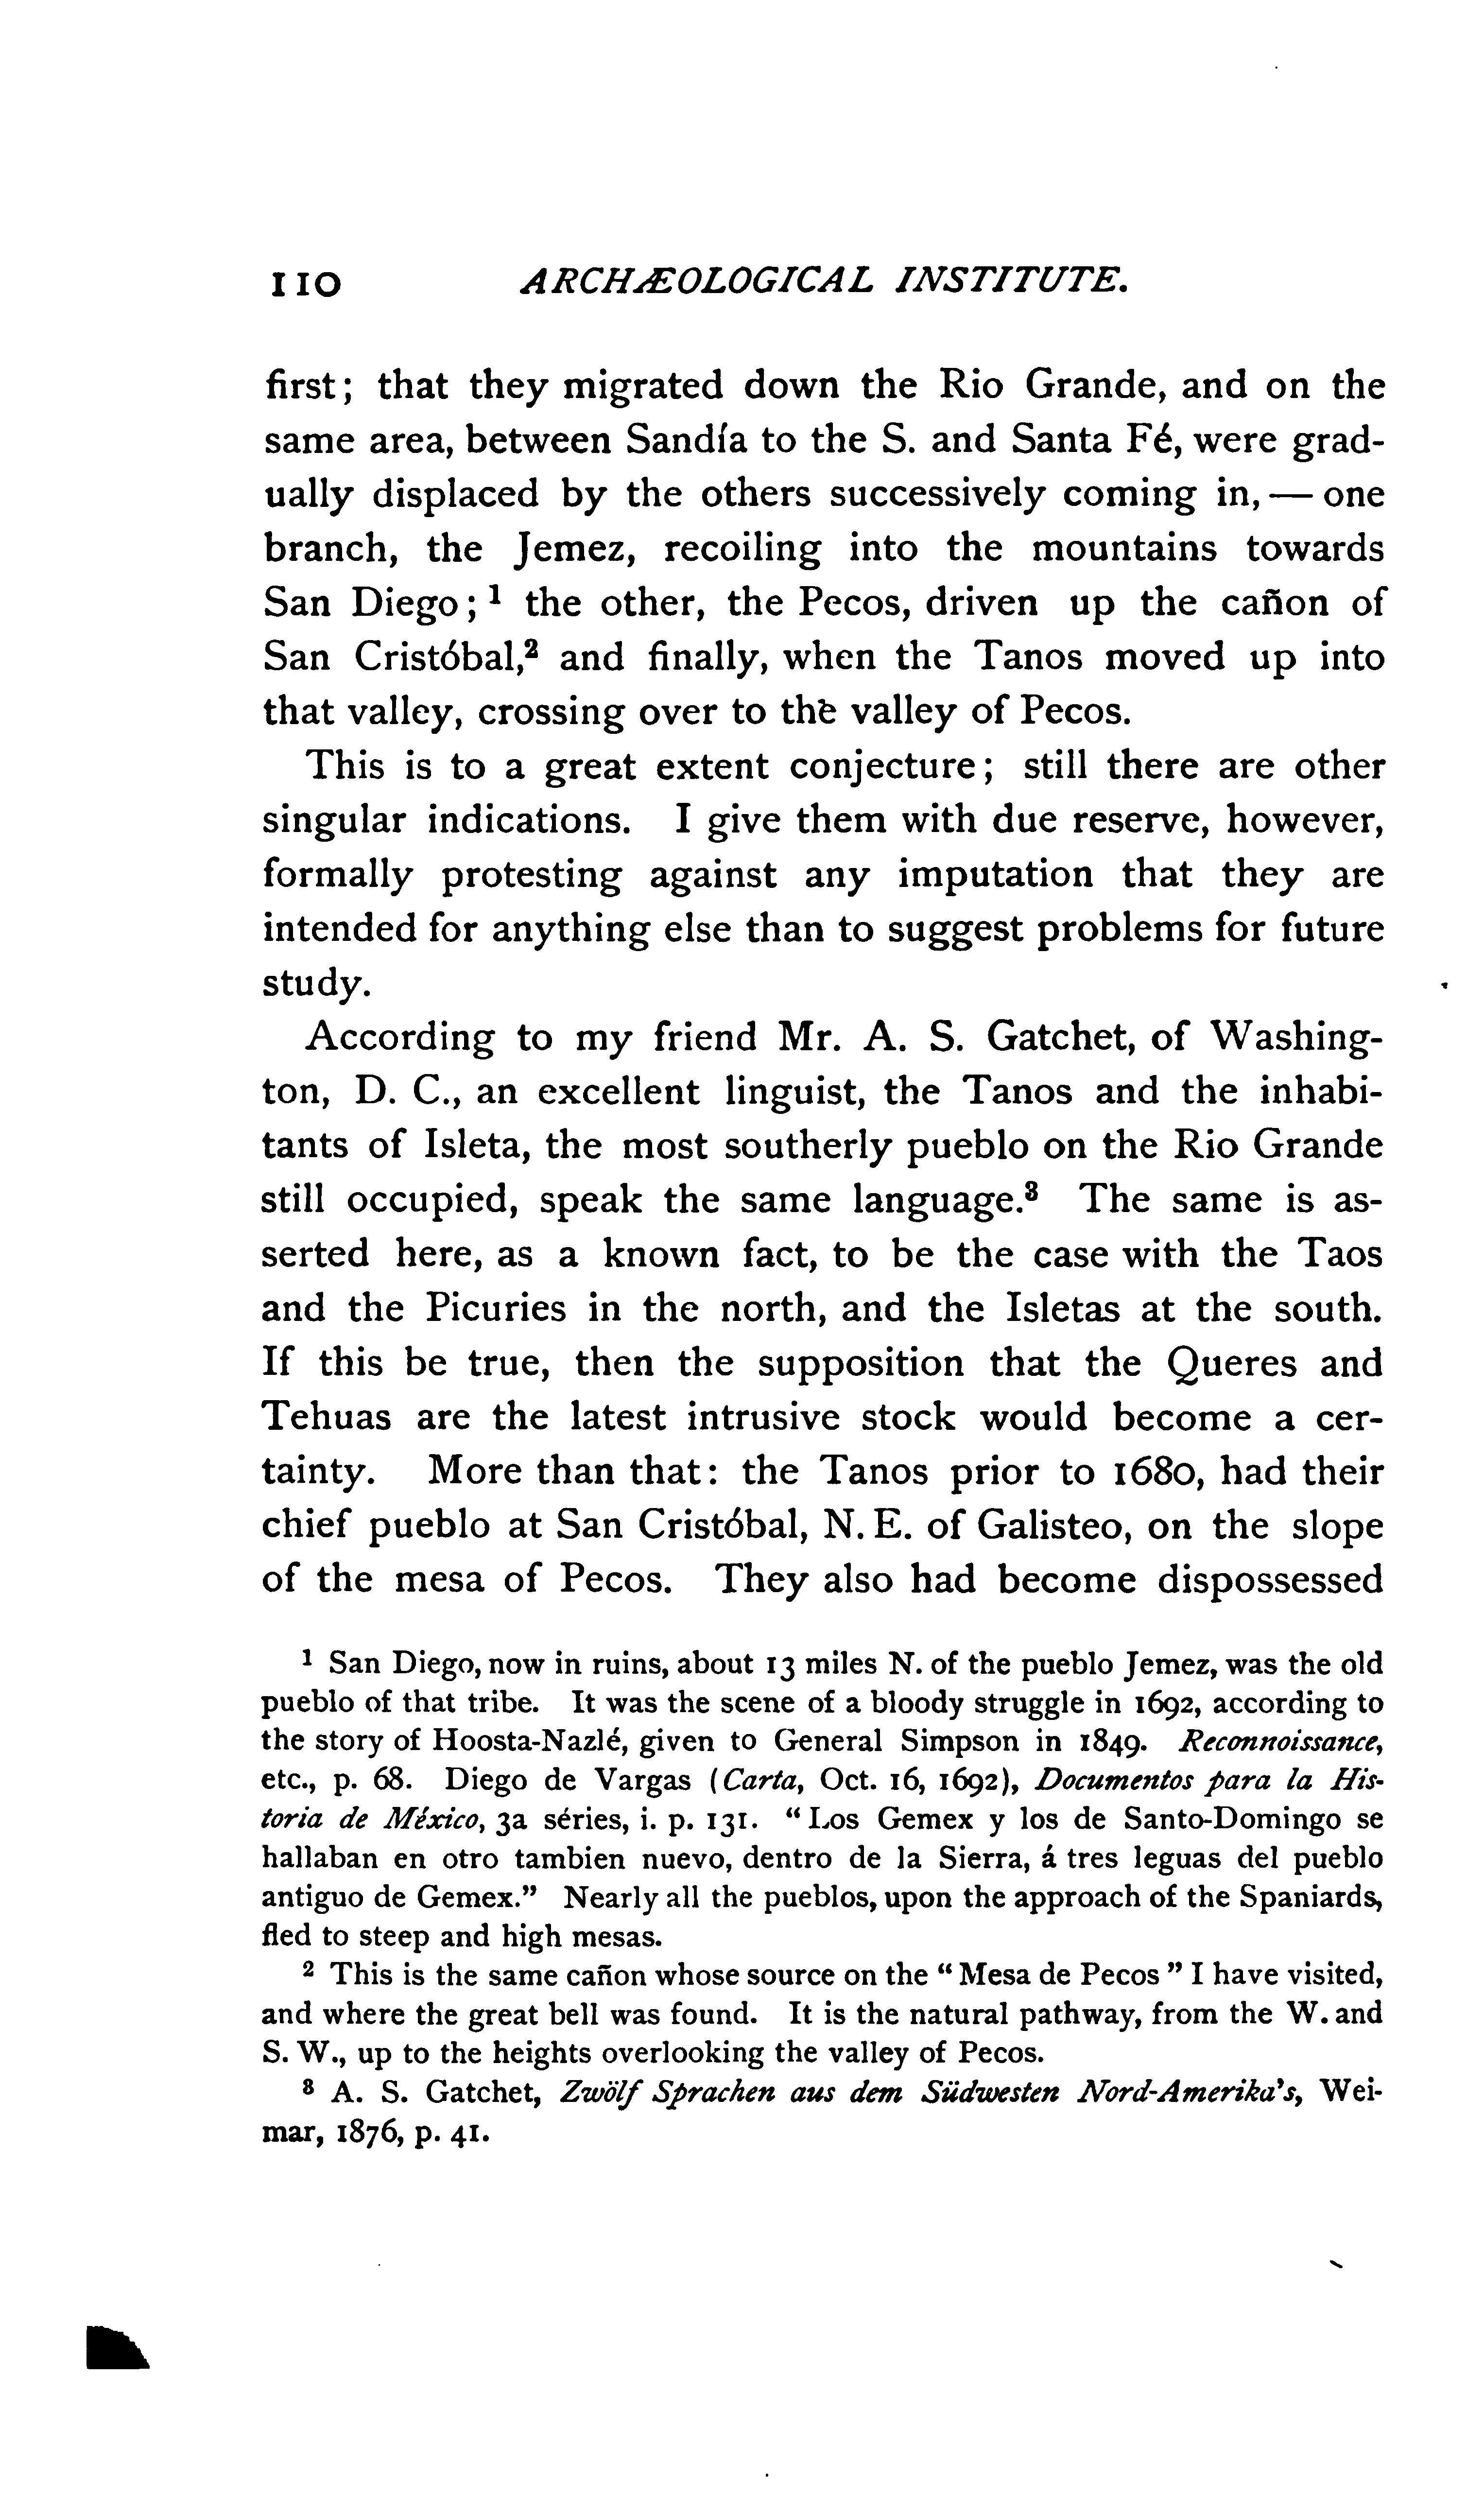 110 ARCHÆOLOGICAL INSTITUTE.
first; that they migrated down the Rio Grande, and on the
same area, between Sandía to the S. and Santa Fé, were grad-
ually displaced by the others successively coming in, — one
branch, the Jemez, recoiling into the mountains towards
San Diego;¹ the other, the Pecos, driven up the cañon of
San Cristóbal,² and finally, when the Tanos moved up into
that valley, crossing over to the valley of Pecos.
This is to a great extent conjecture; still there are other
singular indications. I give them with due reserve, however,
formally protesting against any imputation that they are
intended for anything else than to suggest problems for future
study.
According to my friend Mr. A. S. Gatchet, of Washing-
ton, D. C., an excellent linguist, the Tanos and the inhabi-
tants of Isleta, the most southerly pueblo on the Rio Grande
still occupied, speak the same language.³ The same is as-
serted here, as a known fact, to be the case with the Taos
and the Picuries in the north, and the Isletas at the south.
If this be true, then the supposition that the Queres and
Tehuas are the latest intrusive stock would become a cer-
tainty. More than that: the Tanos prior to 1680, had their
chief pueblo at San Cristóbal, N. E. of Galisteo, on the slope
of the mesa of Pecos. They also had become dispossessed
¹ San Diego, now in ruins, about 13 miles N. of the pueblo Jemez, was the old
pueblo of that tribe. It was the scene of a bloody struggle in 1692, according to
the story of Hoosta-Nazlé, given to General Simpson in 1849. Reconnoissance,
etc., p. 68. Diego de Vargas (Carta, Oct. 16, 1692), Documentos para la His-
toria de México, 3a séries, i. p. 131. "Los Gemex y los de Santo-Domingo se
hallaban en otro tambien nuevo, dentro de la Sierra, á tres leguas del pueblo
antiguo de Gemex." Nearly all the pueblos, upon the approach of the Spaniards,
fled to steep and high mesas.
² This is the same cañon whose source on the "Mesa de Pecos" I have visited,
and where the great bell was found. It is the natural pathway, from the W. and
S. W., up to the heights overlooking the valley of Pecos.
³ A. S. Gatchet, Zwölf Sprachen aus dem Südwesten Nord-Amerika's, Wei-
mar, 1876, p. 41.